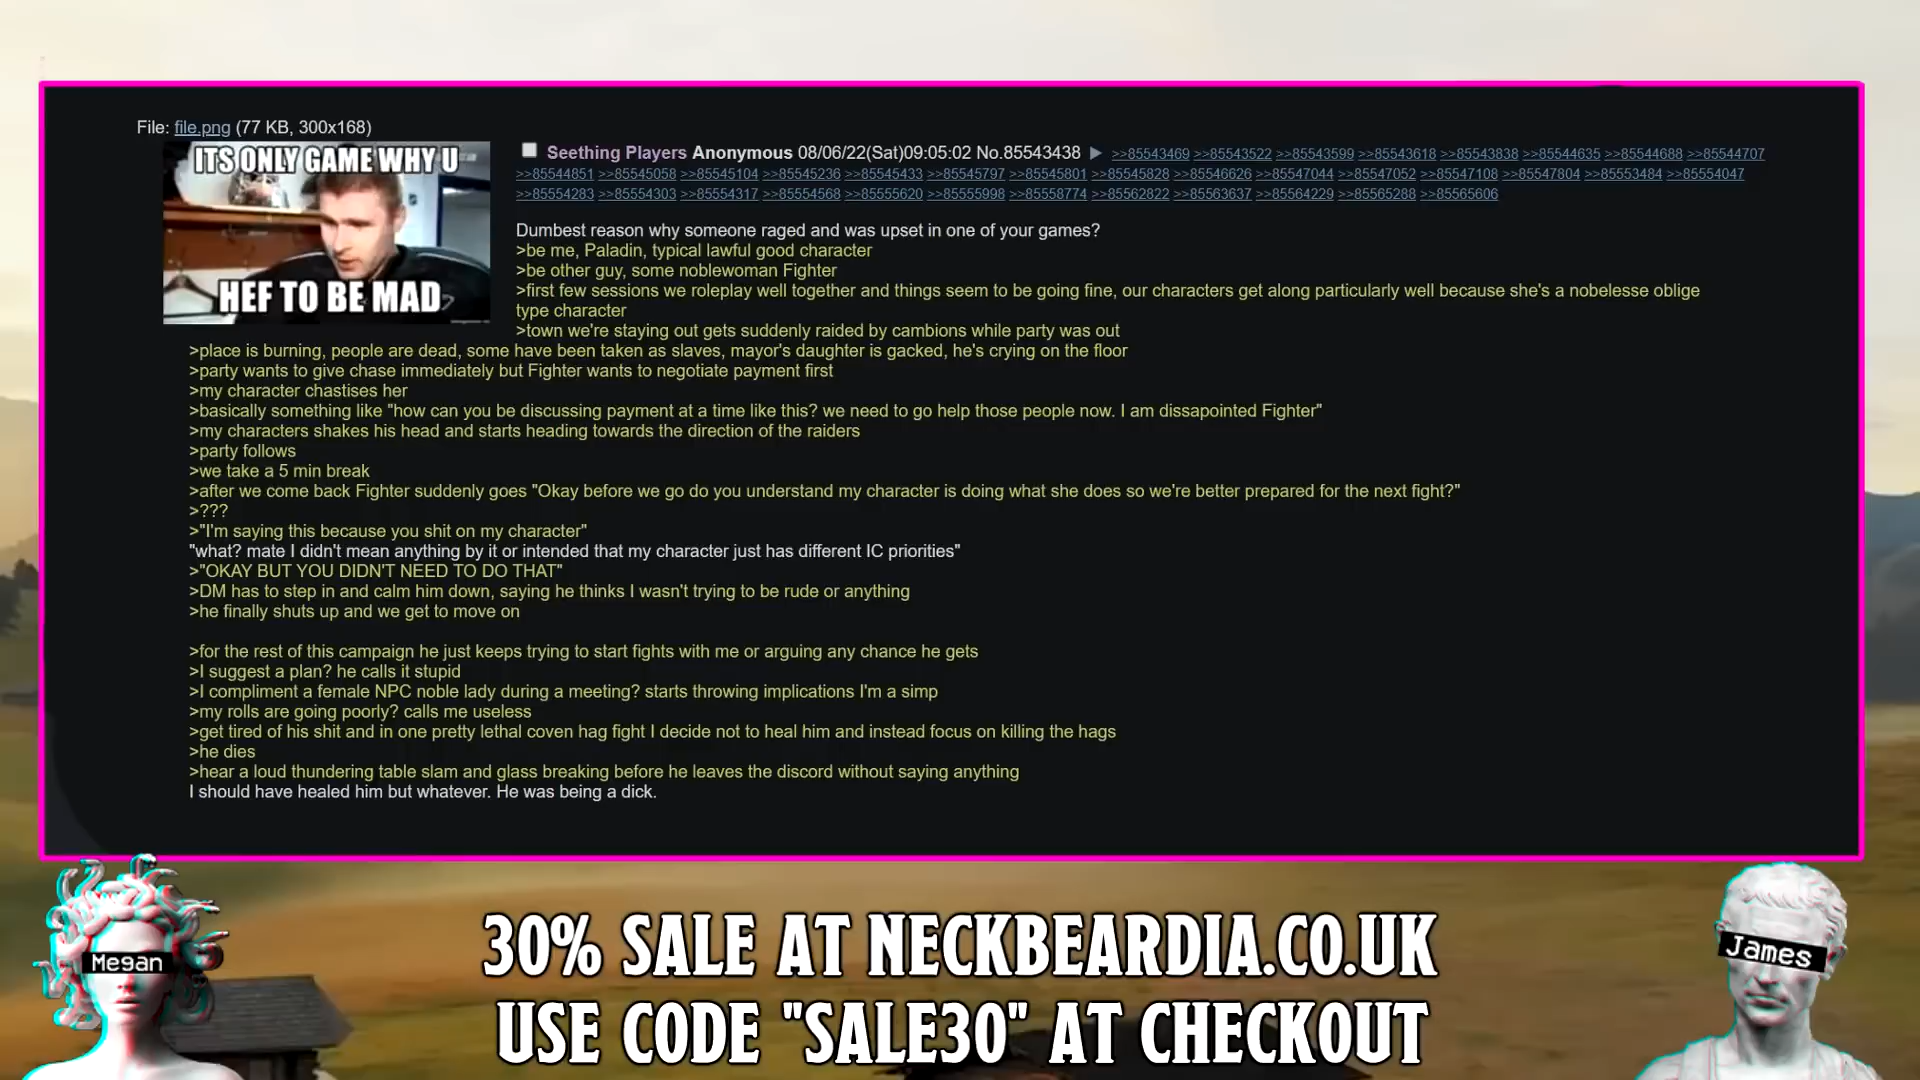 File: file.png (77 KB, 300x168)
ITS ONLY GAME WHY U
HEF TO BE MAD
Seething Players Anonymous 08/06/22(Sat)09:05:02 No.85543438 ▶ >>85543469 >>85543522 >>85543599 >>85543618 >>85543838 >>85544635 >>85544688 >>85544707
>>85544851 >>85545058 >>85545104 >>85545236 >>85545433 >>85545797 >>85545801 >>85545828 >>85546626 >>85547044 >>85547052 >>85547108 >>85547804 >>85553484 >>85554047
>>85554283 >>85554303 >>85554317 >>85554568 >>85555620 >>85555998 >>85558774 >>85562822 >>85563637 >>85564229 >>85565288 >>85565606
Dumbest reason why someone raged and was upset in one of your games?
>be me, Paladin, typical lawful good character
>be other guy, some noblewoman Fighter
>first few sessions we roleplay well together and things seem to be going fine, our characters get along particularly well because she's a nobelesse oblige
type character
>town we're staying out gets suddenly raided by cambions while party was out
>place is burning, people are dead, some have been taken as slaves, mayor's daughter is gacked, he's crying on the floor
>party wants to give chase immediately but Fighter wants to negotiate payment first
>my character chastises her
>basically something like "how can you be discussing payment at a time like this? we need to go help those people now. I am dissapointed Fighter"
>my characters shakes his head and starts heading towards the direction of the raiders
>party follows
>we take a 5 min break
>after we come back Fighter suddenly goes "Okay before we go do you understand my character is doing what she does so we're better prepared for the next fight?"
>???
>"I'm saying this because you shit on my character"
"what? mate I didn't mean anything by it or intended that my character just has different IC priorities"
>"OKAY BUT YOU DIDN'T NEED TO DO THAT"
>DM has to step in and calm him down, saying he thinks I wasn't trying to be rude or anything
>he finally shuts up and we get to move on
>for the rest of this campaign he just keeps trying to start fights with me or arguing any chance he gets
>I suggest a plan? he calls it stupid
>I compliment a female NPC noble lady during a meeting? starts throwing implications I'm a simp
>my rolls are going poorly? calls me useless
>get tired of his shit and in one pretty lethal coven hag fight I decide not to heal him and instead focus on killing the hags
>he dies
>hear a loud thundering table slam and glass breaking before he leaves the discord without saying anything
I should have healed him but whatever. He was being a dick.
Megan
James
30% SALE AT NECKBEARDIA.CO.UK
USE CODE "SALE30" AT CHECKOUT